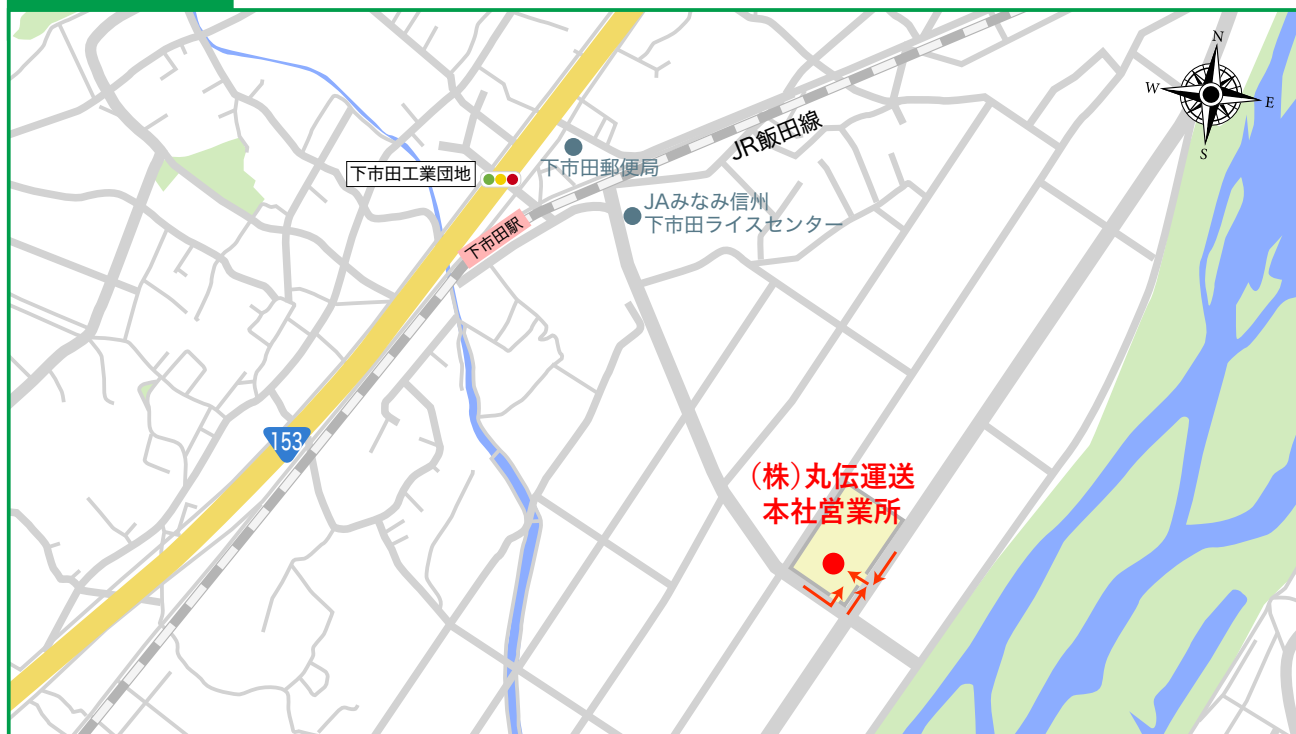 N
W
E
S
JR飯田線
下市田工業団地
下市田郵便局
JAみなみ信州
下市田ライスセンター
下市田駅
153
(株)丸伝運送
本社営業所